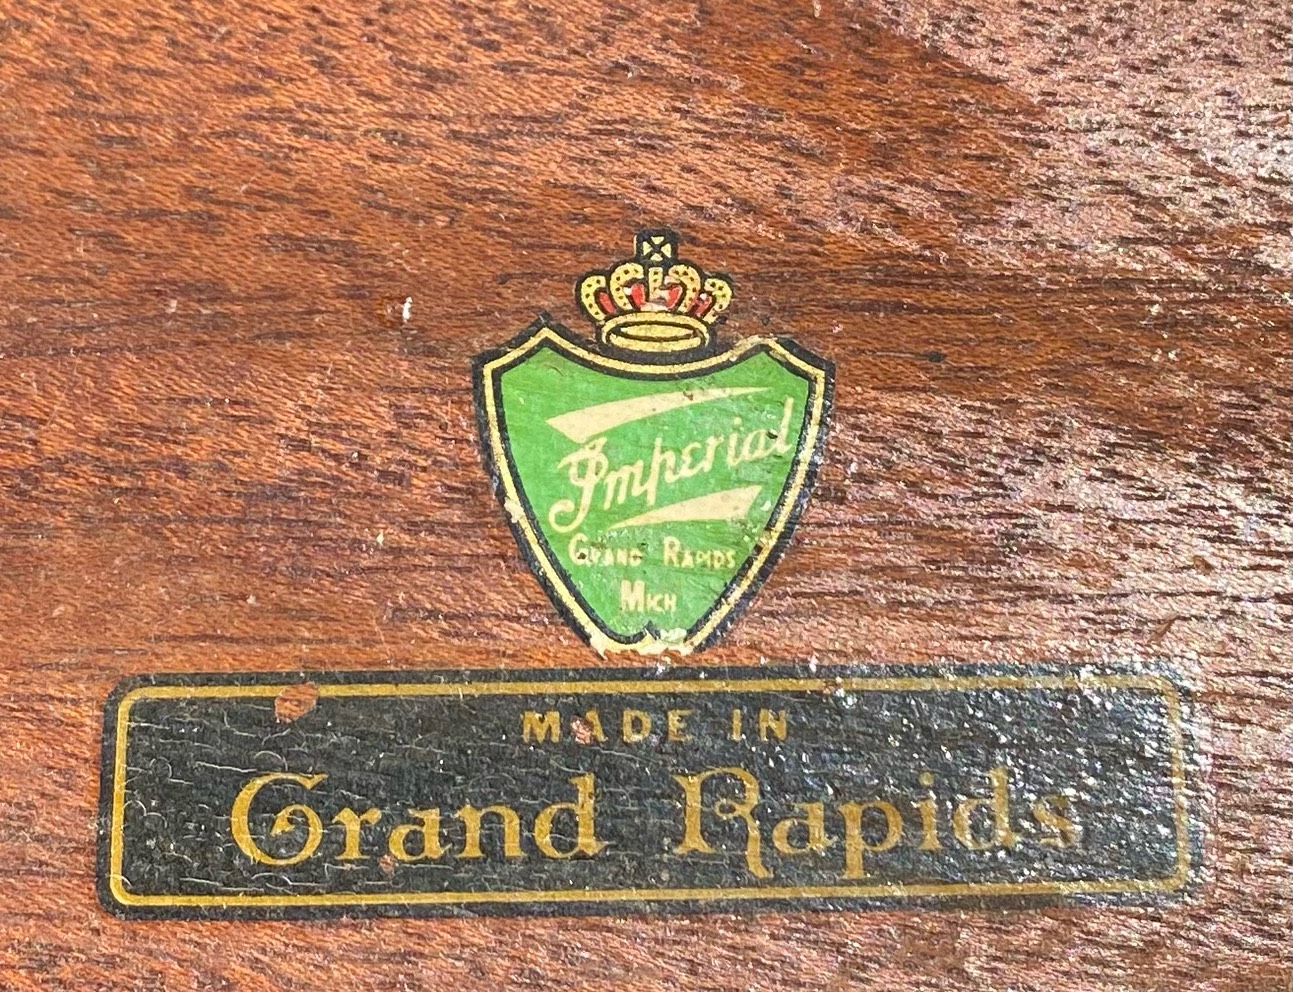 Imperial
GRAND RAPIDS
MICH
MADE IN
Grand Rapids